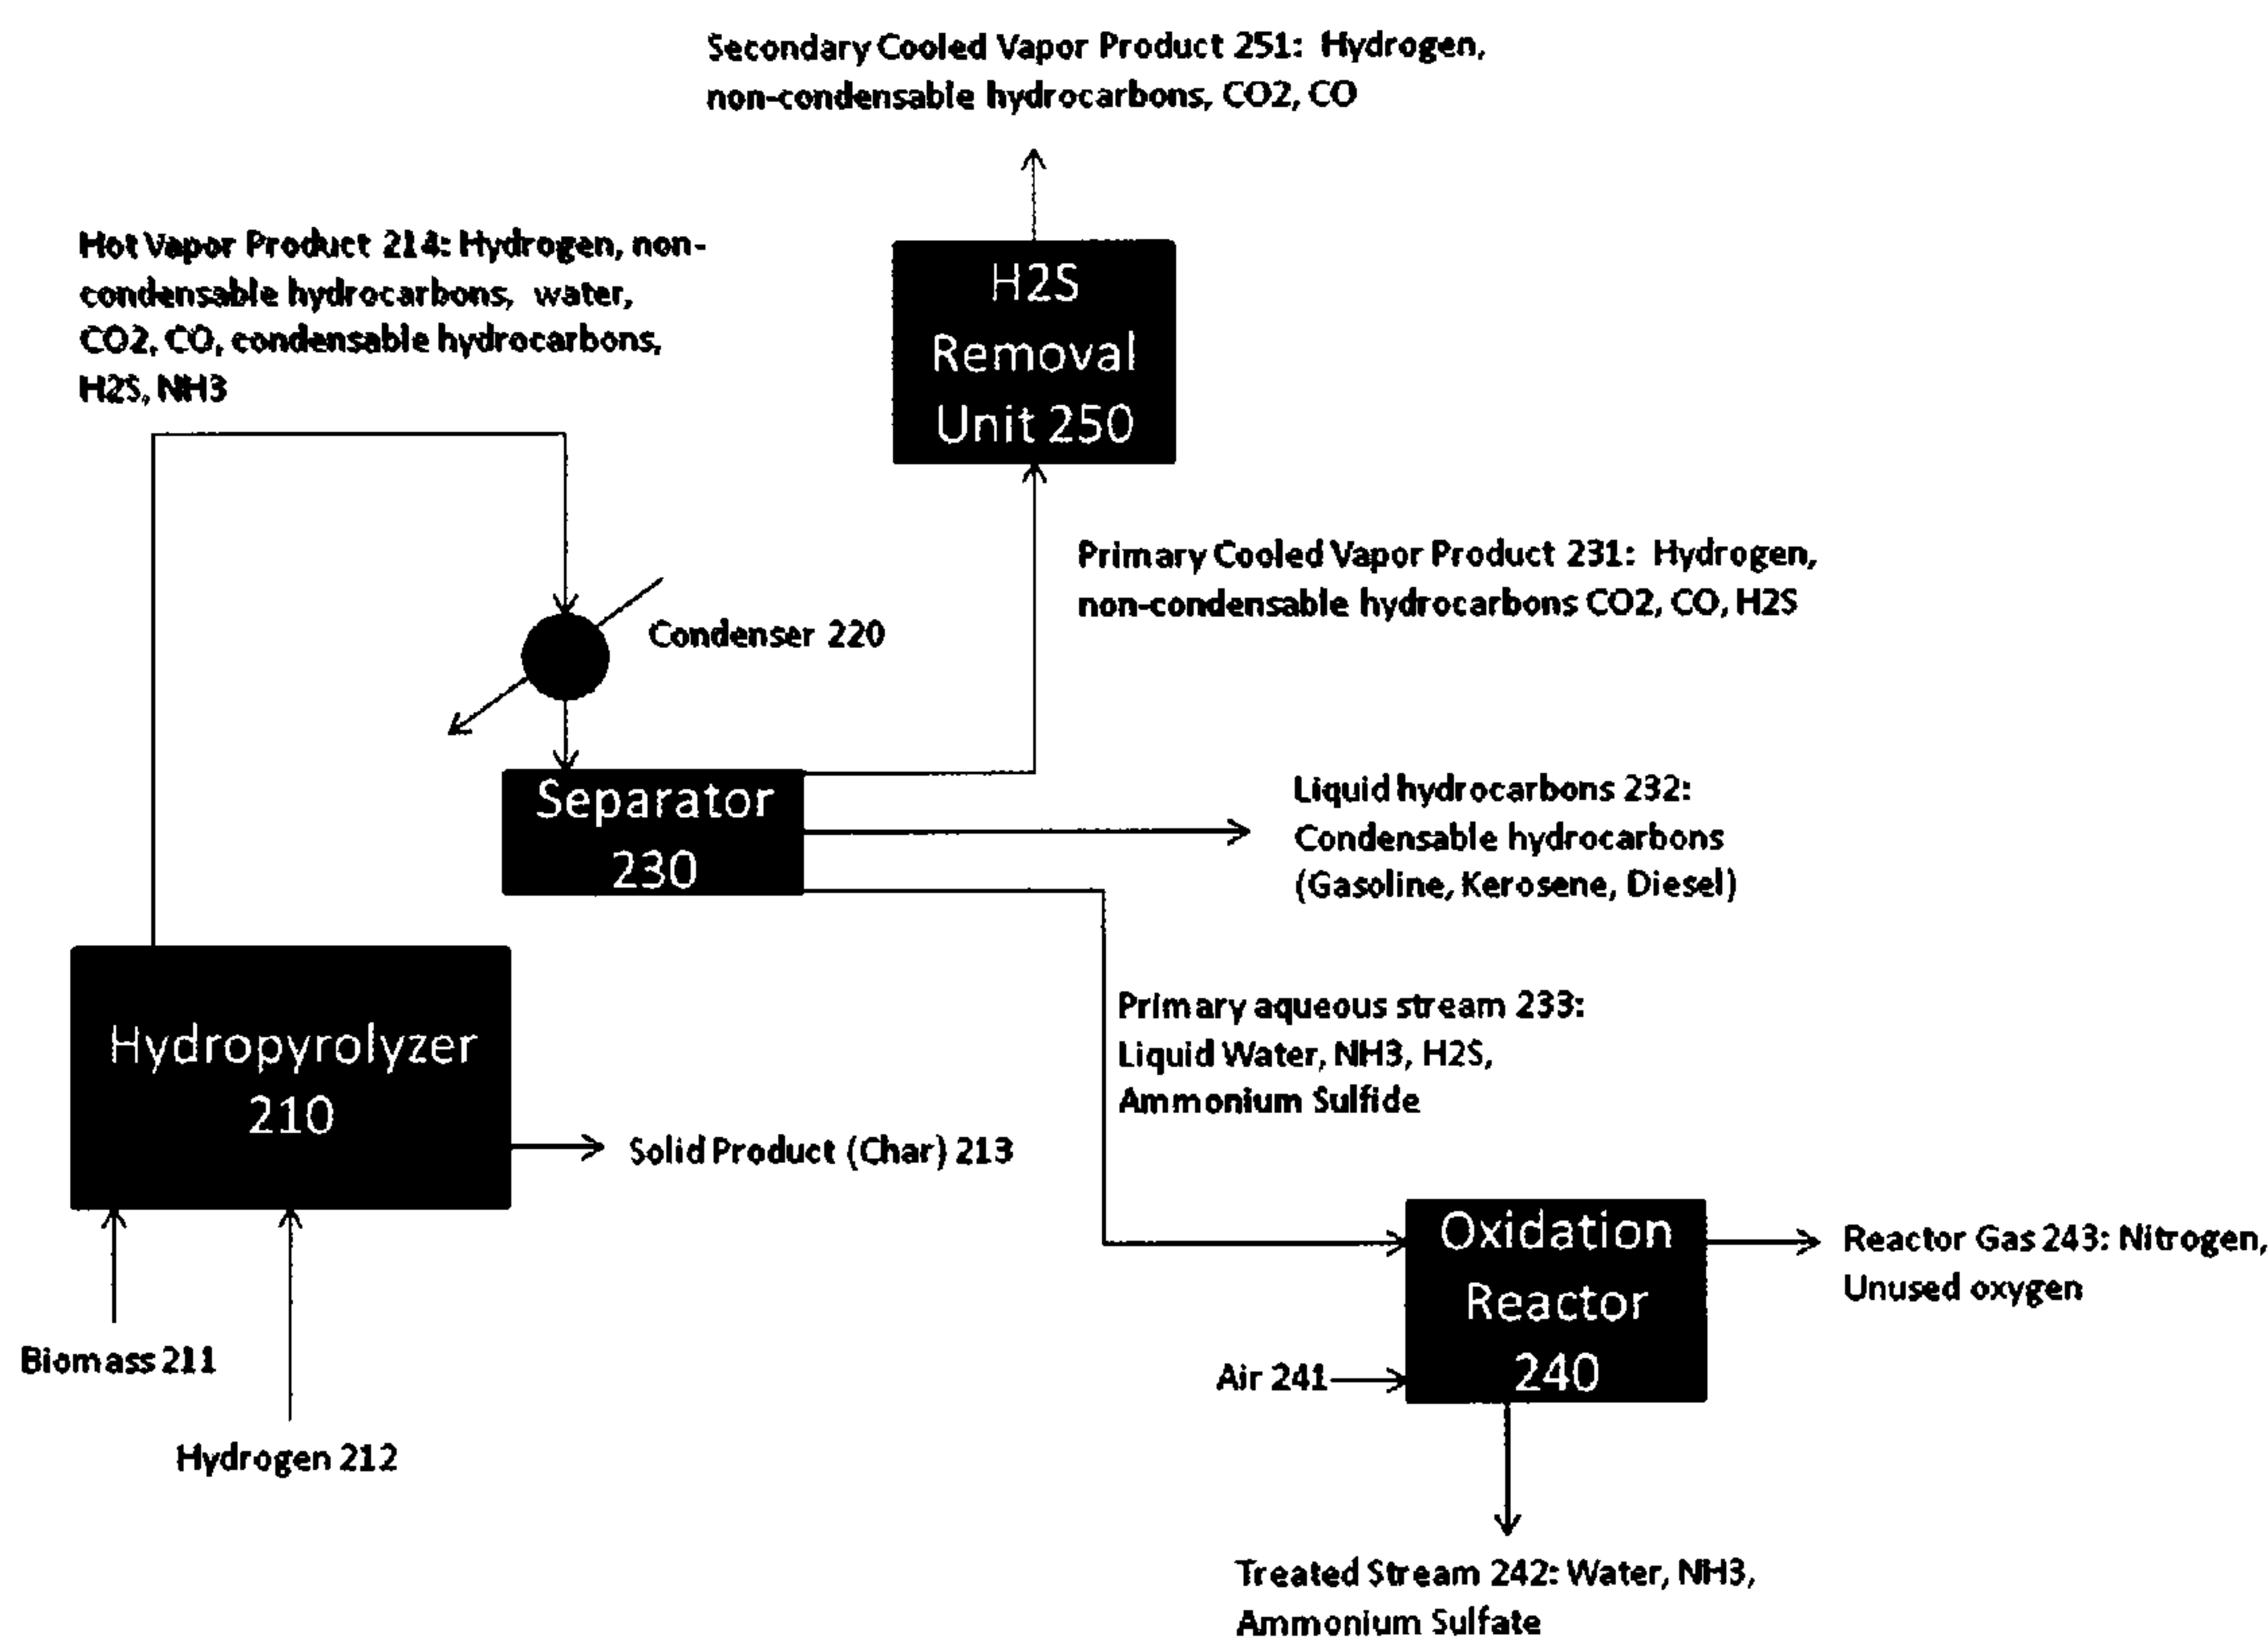 Secondary Cooled Vapor Product 251: Hydrogen,
non-condensable hydrocarbons, CO2, CO
Hot Vapor Product 214: Hydrogen, non-
condensable hydrocarbons, water,
CO2, CO, condensable hydrocarbons,
H2S, NH3
H2S
Removal
Unit 250
Primary Cooled Vapor Product 231: Hydrogen,
non-condensable hydrocarbons CO2, CO, H2S
Condenser 220
Separator
230
Liquid hydrocarbons 232:
Condensable hydrocarbons
(Gasoline, Kerosene, Diesel)
Primary aqueous stream 233:
Liquid Water, NH3, H2S,
Ammonium Sulfide
Hydropyrolyzer
210
Solid Product (Char) 213
Biomass 211
Hydrogen 212
Oxidation
Reactor
240
Air 241
Reactor Gas 243: Nitrogen,
Unused oxygen
Treated Stream 242: Water, NH3,
Ammonium Sulfate